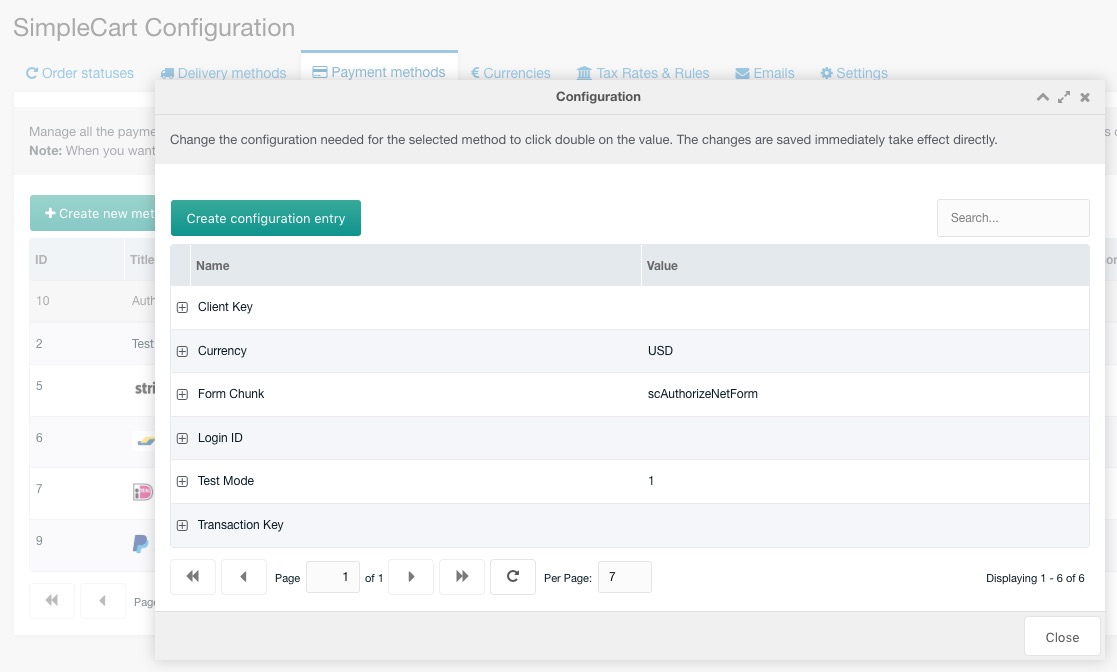 SimpleCart Configuration
Order statuses Delivery methods Payment methods € Currencies Tax Rates & Rules Emails Settings
Configuration
Manage all the payme
Change the configuration needed for the selected method to click double on the value. The changes are saved immediately take effect directly.
Note: When you want
Create new met
Create configuration entry
Search...
ID Title
Name Value
10 Auth
Client Key
2 Test
Currency USD
5 stri
Form Chunk scAuthorizeNetForm
6
Login ID
7
Test Mode 1
9
Transaction Key
Page 1 of 1 Per Page: 7 Displaying 1 - 6 of 6
Page
Close